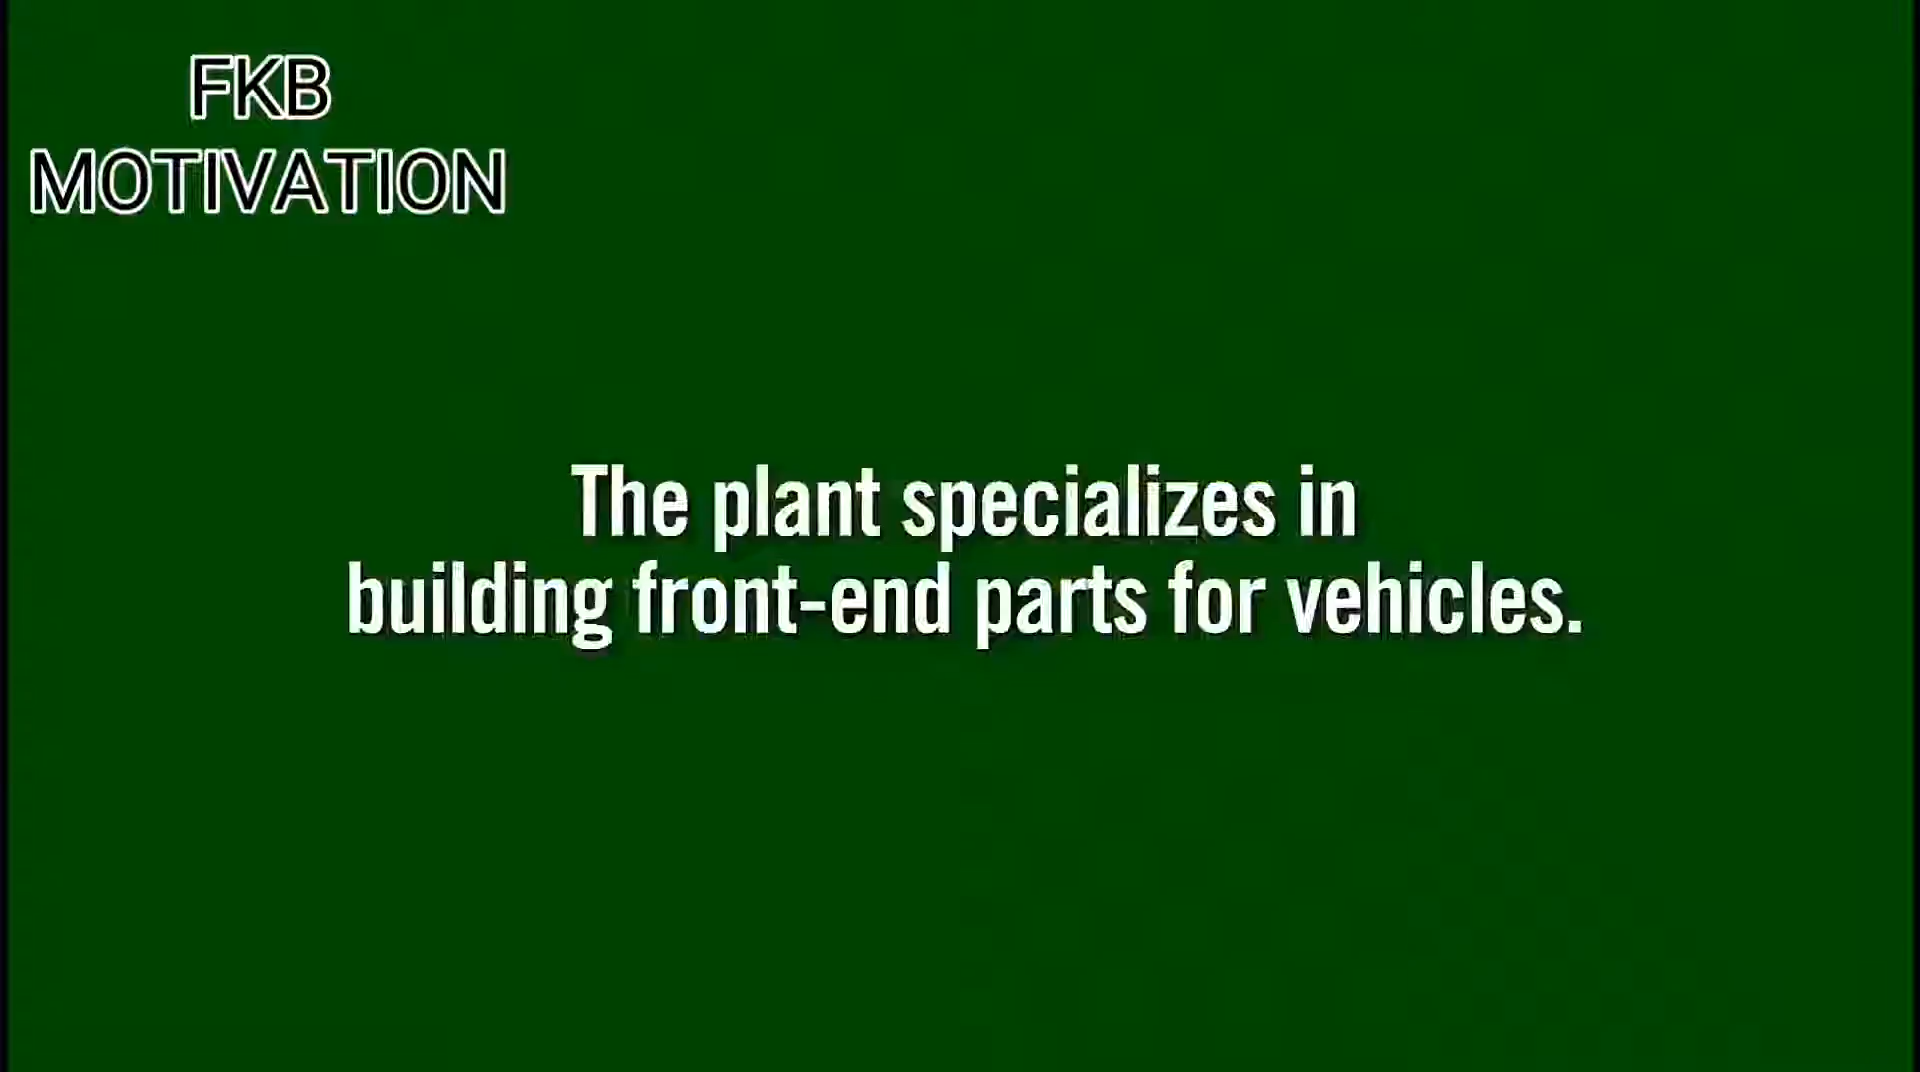 FKB
MOTIVATION
The plant specializes in
building front-end parts for vehicles.